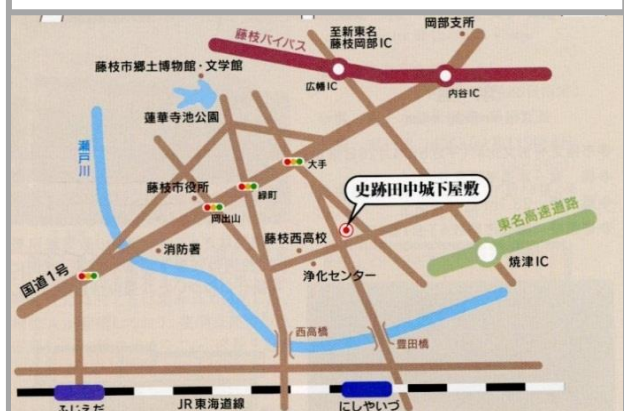 岡部支所
至新東名
藤枝岡部IC
藤枝バイパス
藤枝市郷土博物館・文学館
広幡IC
内谷IC
蓮華寺池公園
瀬戸川
大手
藤枝市役所
緑町
史跡田中城下屋敷
岡出山
東名高速道路
藤枝西高校
消防署
焼津IC
浄化センター
国道1号
西高橋
豊田橋
JR東海道線
ふじえだ
にしやいづ